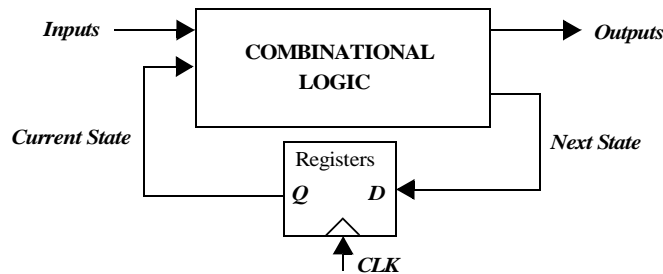 Inputs
COMBINATIONAL
LOGIC
Outputs
Current State
Next State
Registers
Q D
CLK